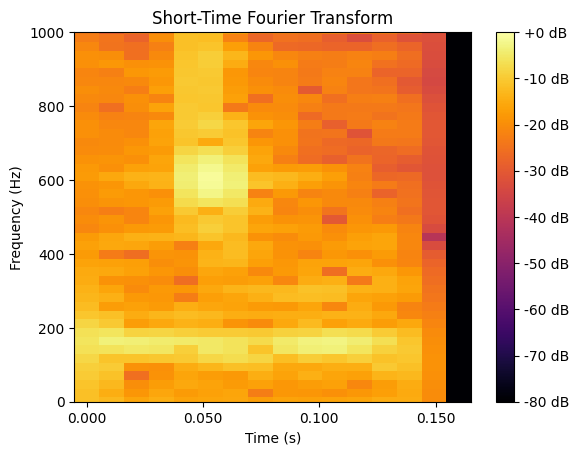 Short-Time Fourier Transform
Frequency (Hz)
1000
800
600
400
200
0
0.000
0.050
0.100
0.150
Time (s)
+0 dB
-10 dB
-20 dB
-30 dB
-40 dB
-50 dB
-60 dB
-70 dB
-80 dB